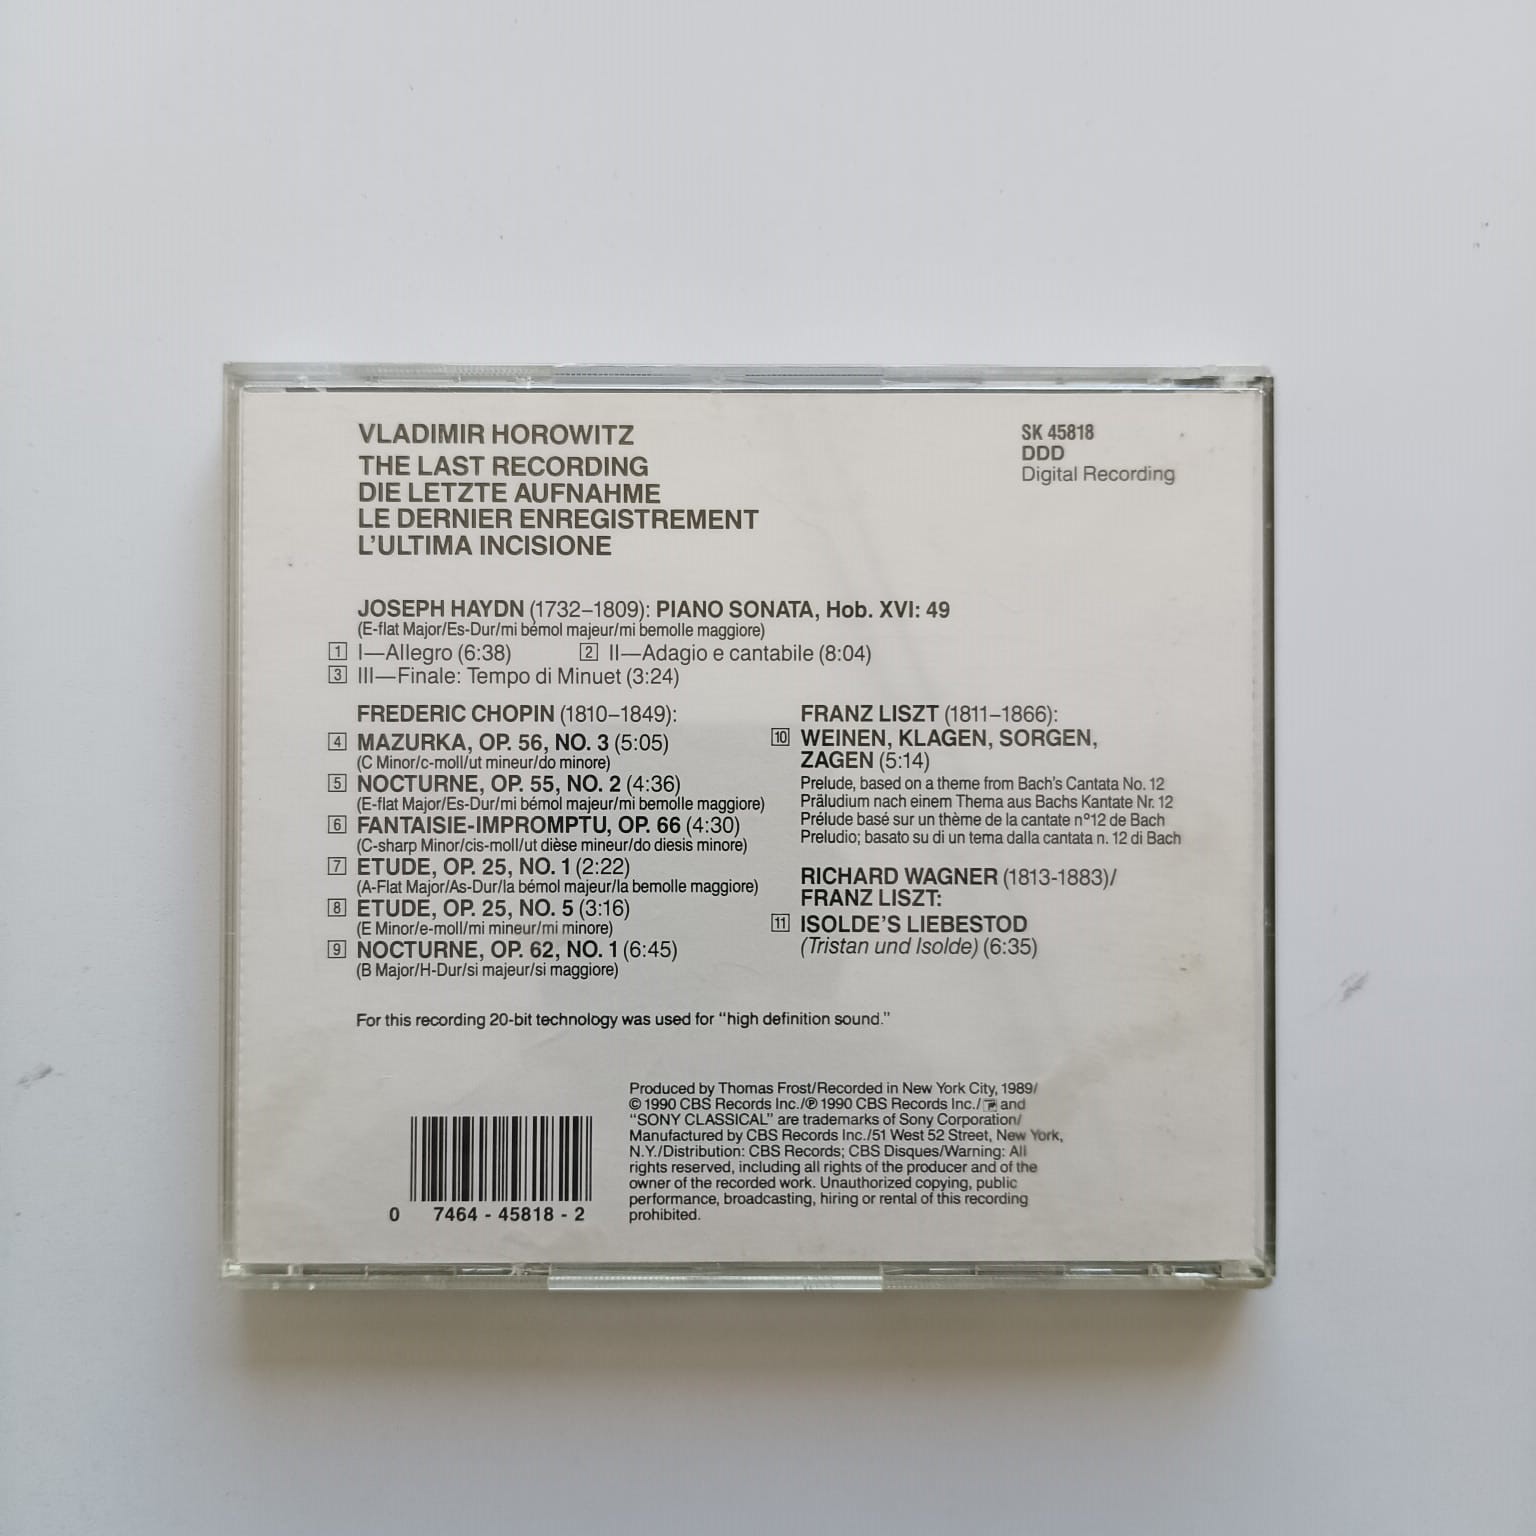 VLADIMIR HOROWITZ
THE LAST RECORDING
DIE LETZTE AUFNAHME
LE DERNIER ENREGISTREMENT
L'ULTIMA INCISIONE
SK 45818
DDD
Digital Recording
JOSEPH HAYDN (1732–1809): PIANO SONATA, Hob. XVI: 49
(E-flat Major/Es-Dur/mi bémol majeur/mi bemolle maggiore)
1 I—Allegro (6:38) 2 II—Adagio e cantabile (8:04)
3 III—Finale: Tempo di Minuet (3:24)
FREDERIC CHOPIN (1810–1849):
4 MAZURKA, OP. 56, NO. 3 (5:05)
(C Minor/c-moll/ut mineur/do minore)
5 NOCTURNE, OP. 55, NO. 2 (4:36)
(E-flat Major/Es-Dur/mi bémol majeur/mi bemolle maggiore)
6 FANTAISIE-IMPROMPTU, OP. 66 (4:30)
(C-sharp Minor/cis-moll/ut dièse mineur/do diesis minore)
7 ETUDE, OP. 25, NO. 1 (2:22)
(A-Flat Major/As-Dur/la bémol majeur/la bemolle maggiore)
8 ETUDE, OP. 25, NO. 5 (3:16)
(E Minor/e-moll/mi mineur/mi minore)
9 NOCTURNE, OP. 62, NO. 1 (6:45)
(B Major/H-Dur/si majeur/si maggiore)
FRANZ LISZT (1811–1866):
10 WEINEN, KLAGEN, SORGEN,
ZAGEN (5:14)
Prelude, based on a theme from Bach's Cantata No. 12
Präludium nach einem Thema aus Bachs Kantate Nr. 12
Prélude basé sur un thème de la cantate n°12 de Bach
Preludio; basato su di un tema dalla cantata n. 12 di Bach
RICHARD WAGNER (1813-1883)/
FRANZ LISZT:
11 ISOLDE'S LIEBESTOD
(Tristan und Isolde) (6:35)
For this recording 20-bit technology was used for "high definition sound."
Produced by Thomas Frost/Recorded in New York City, 1989/
© 1990 CBS Records Inc./℗ 1990 CBS Records Inc./ and
"SONY CLASSICAL" are trademarks of Sony Corporation/
Manufactured by CBS Records Inc./51 West 52 Street, New York,
N.Y./Distribution: CBS Records; CBS Disques/Warning: All
rights reserved, including all rights of the producer and of the
owner of the recorded work. Unauthorized copying, public
performance, broadcasting, hiring or rental of this recording
prohibited.
0 7464 - 45818 - 2